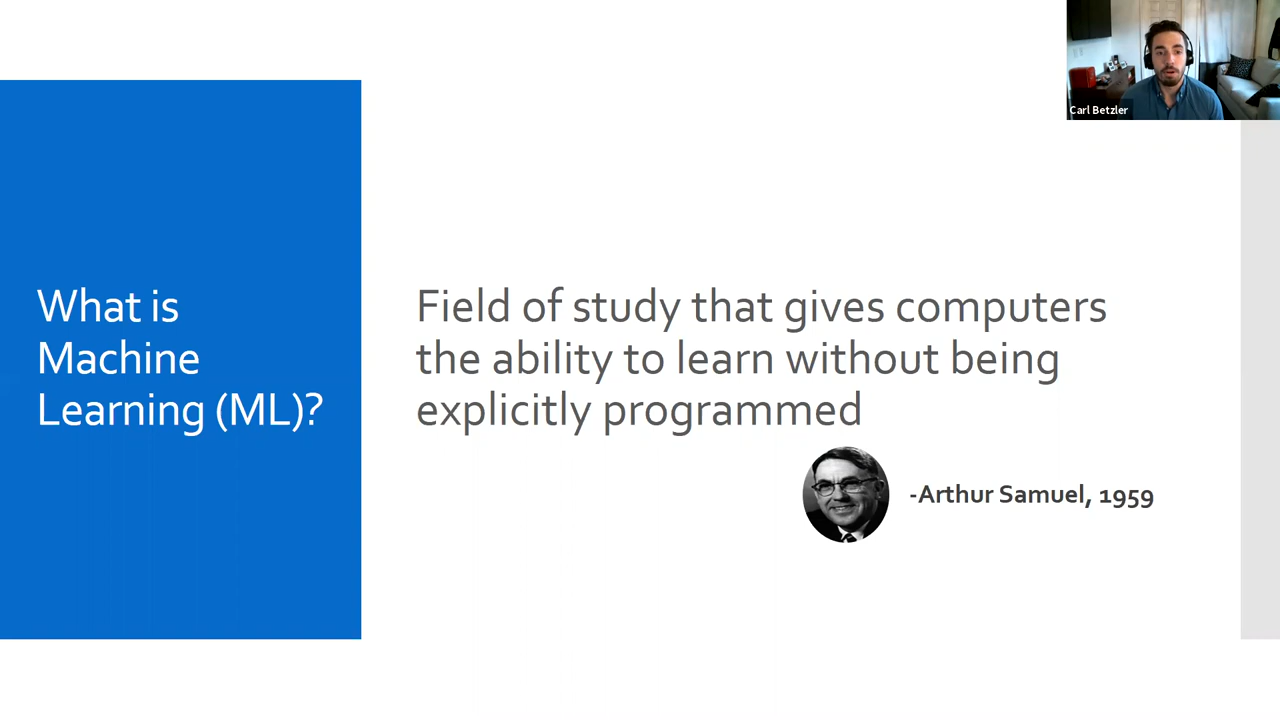 Carl Betzler
What is
Machine
Learning (ML)?
Field of study that gives computers
the ability to learn without being
explicitly programmed
-Arthur Samuel, 1959